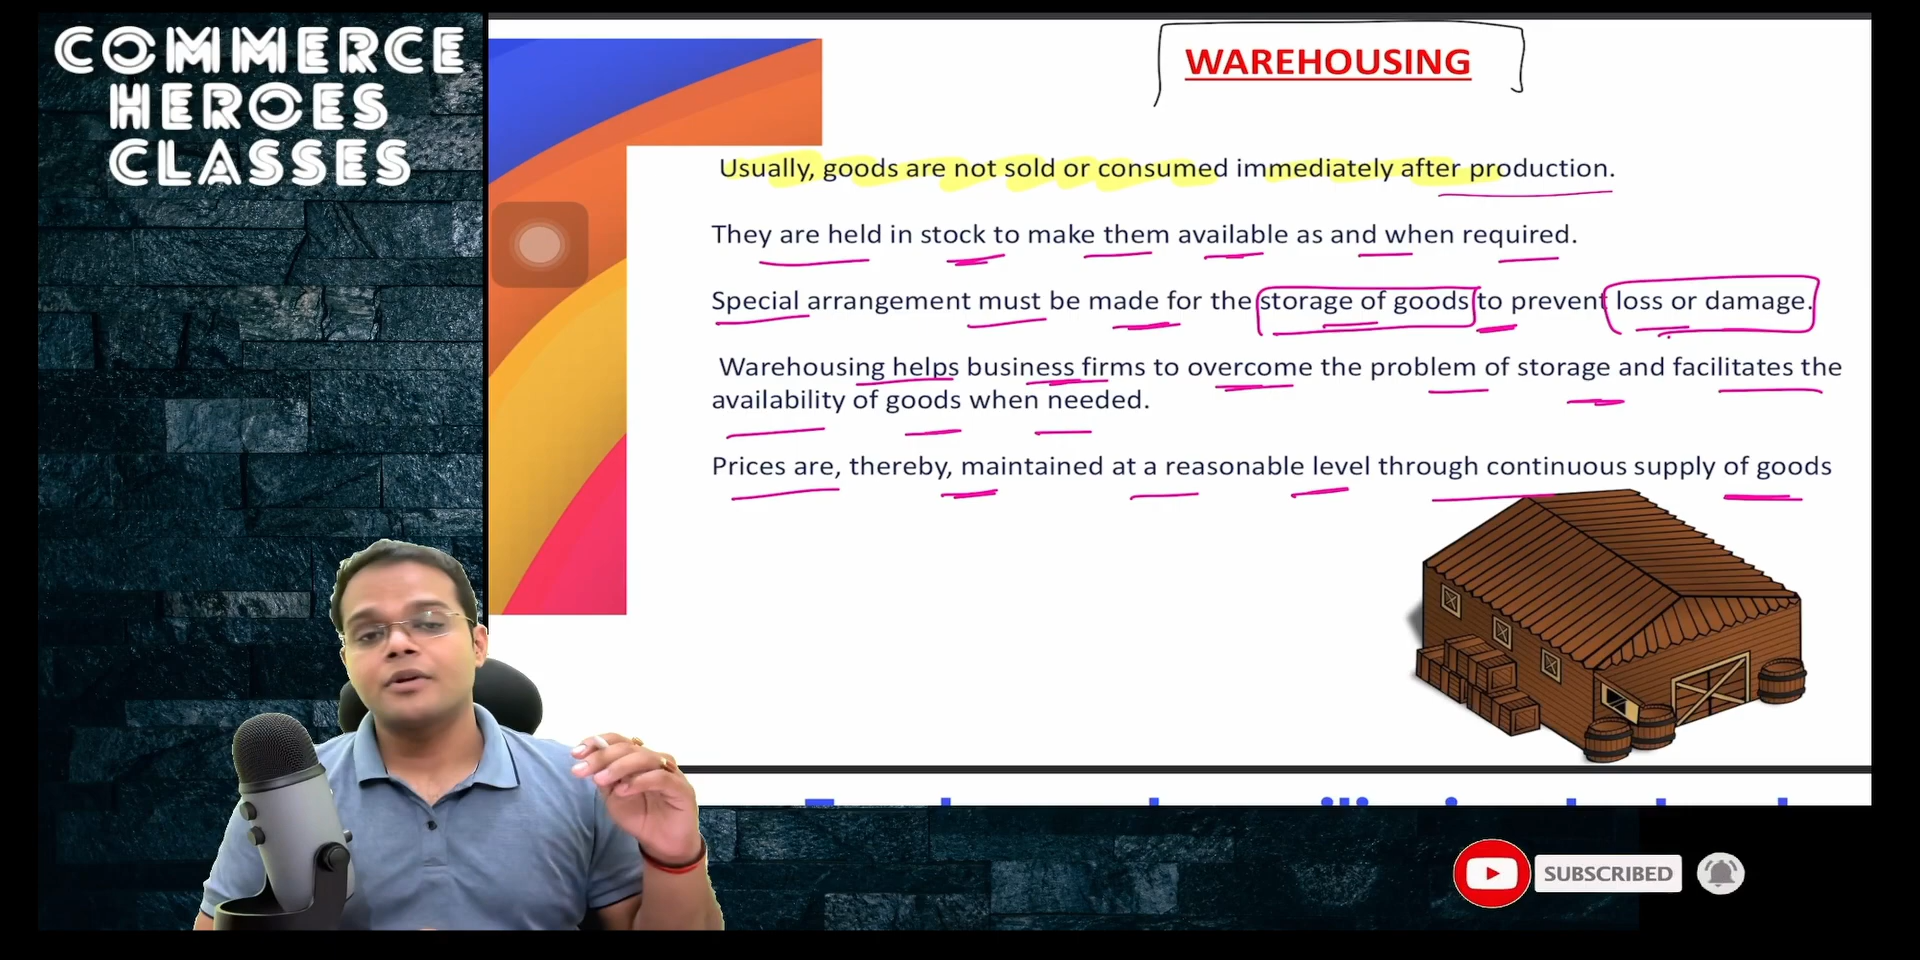 COMMERCE
HEROES
CLASSES
WAREHOUSING
Usually, goods are not sold or consumed immediately after production.
They are held in stock to make them available as and when required.
Special arrangement must be made for the storage of goods to prevent loss or damage.
Warehousing helps business firms to overcome the problem of storage and facilitates the
availability of goods when needed.
Prices are, thereby, maintained at a reasonable level through continuous supply of goods
SUBSCRIBED